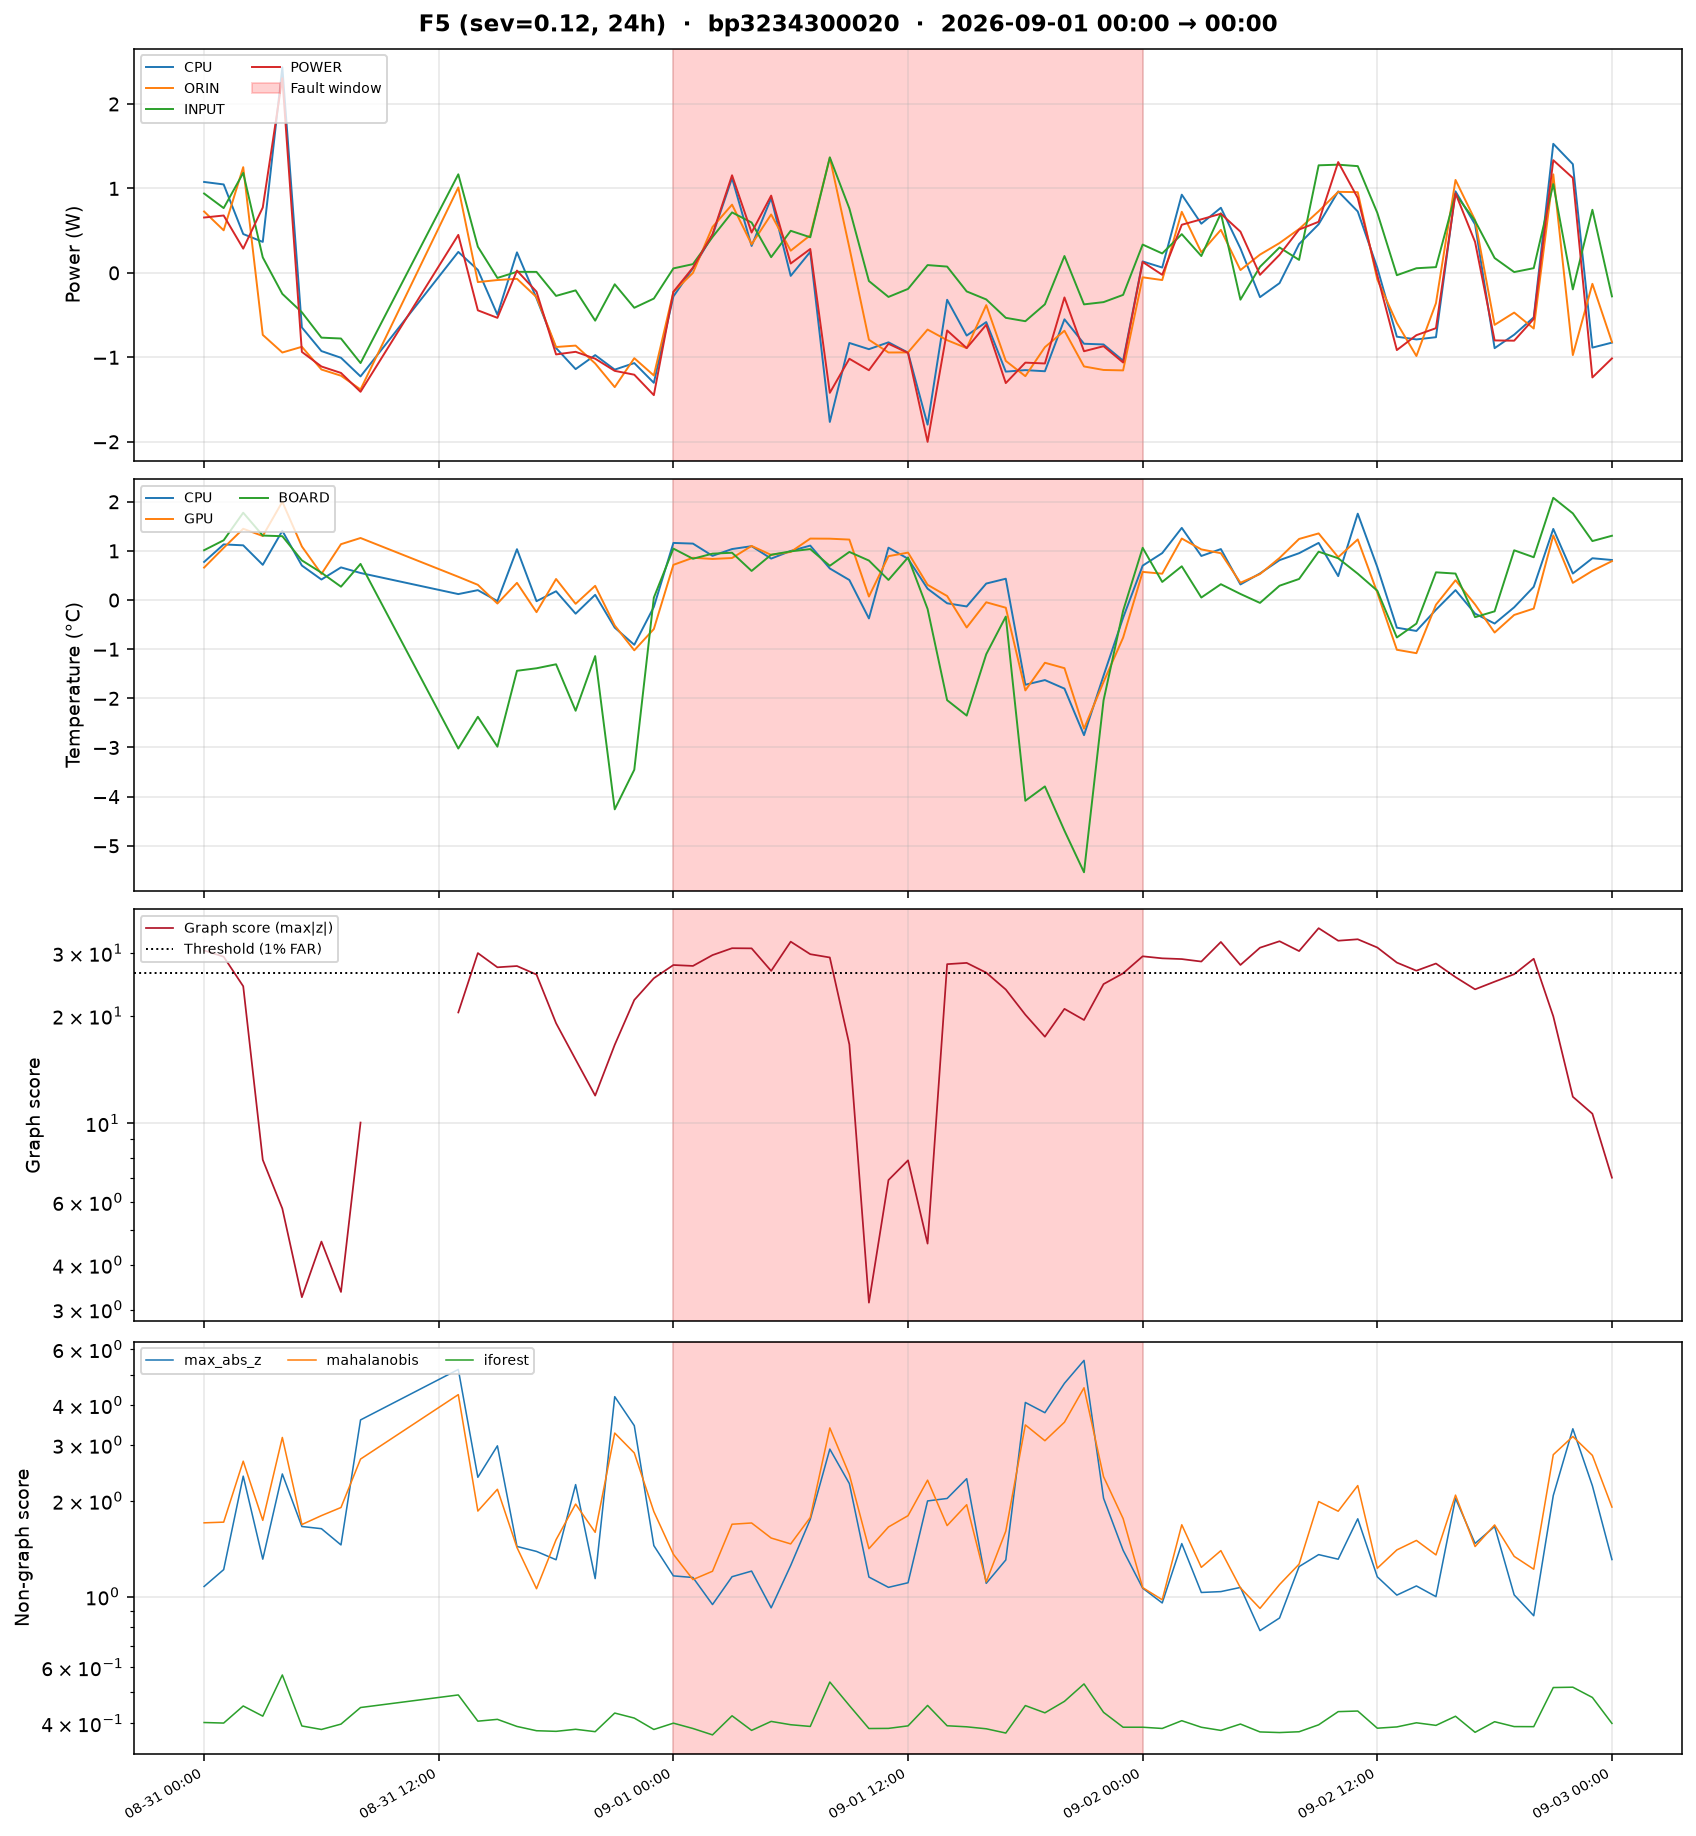 F5 (sev=0.12, 24h)  ·  bp3234300020  ·  2026-09-01 00:00 → 00:00
CPU
ORIN
INPUT
POWER
Fault window
Power (W)
2
1
0
−1
−2
CPU
GPU
BOARD
Temperature (°C)
2
1
0
−1
−2
−3
−4
−5
Graph score (max|z|)
Threshold (1% FAR)
Graph score
3 × 10¹
2 × 10¹
10¹
6 × 10⁰
4 × 10⁰
3 × 10⁰
max_abs_z
mahalanobis
iforest
Non-graph score
6 × 10⁰
4 × 10⁰
3 × 10⁰
2 × 10⁰
10⁰
6 × 10⁻¹
4 × 10⁻¹
08-31 00:00
08-31 12:00
09-01 00:00
09-01 12:00
09-02 00:00
09-02 12:00
09-03 00:00